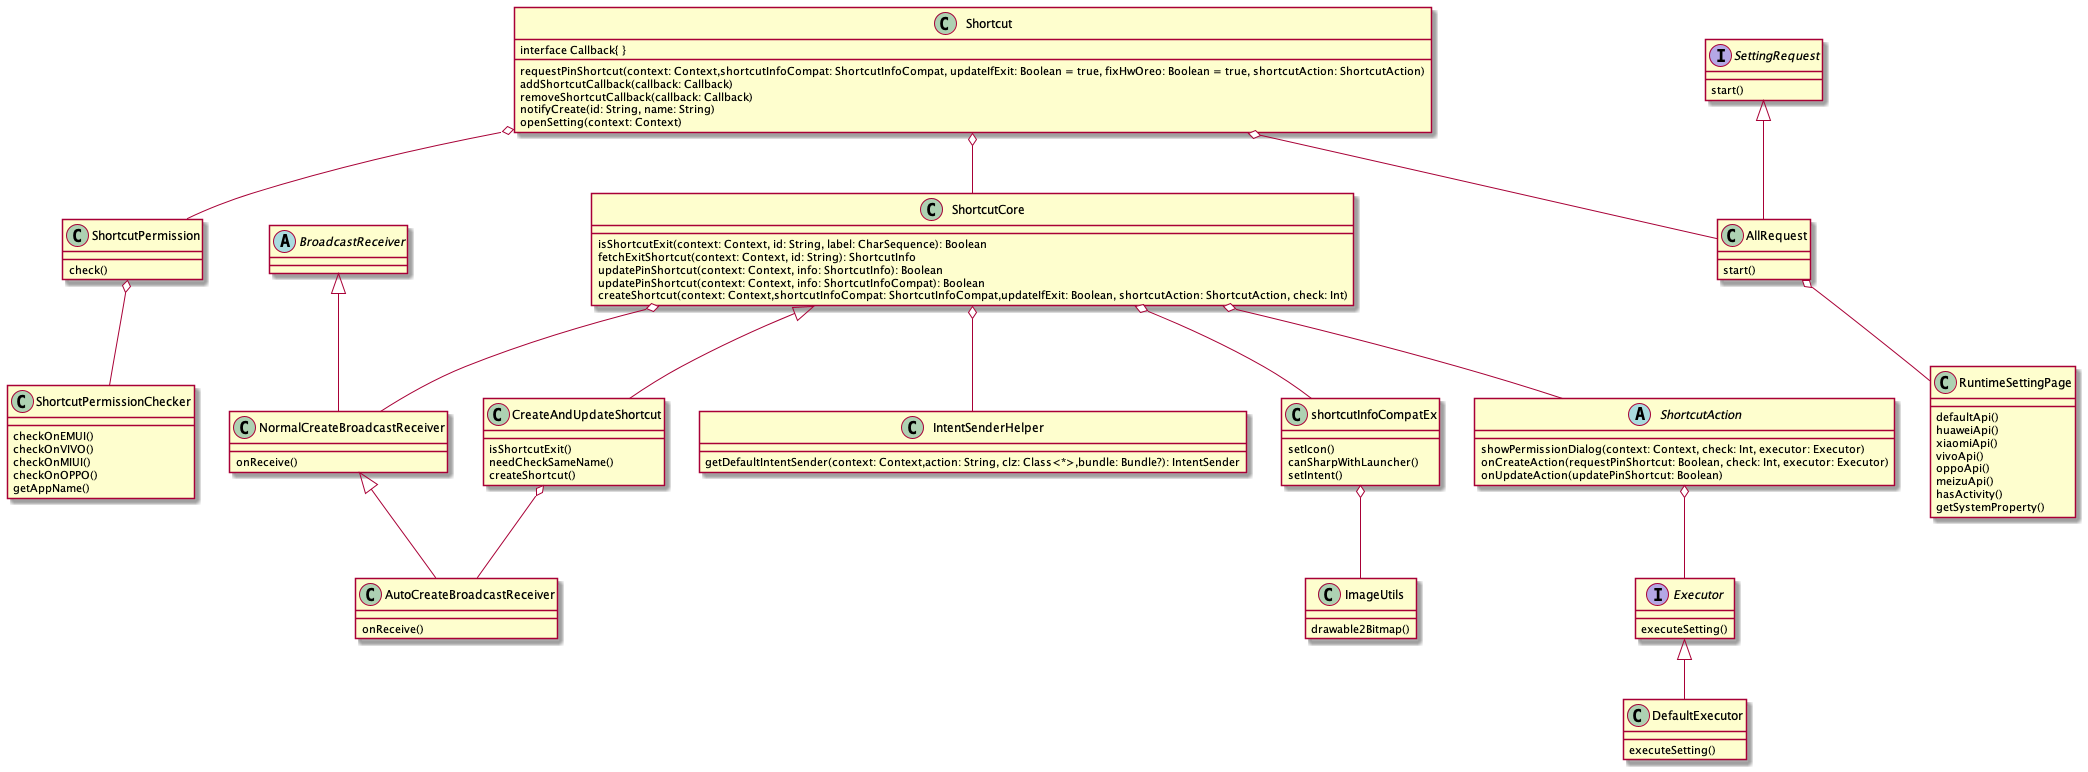 C Shortcut
interface Callback{ }
requestPinShortcut(context: Context,shortcutInfoCompat: ShortcutInfoCompat, updateIfExit: Boolean = true, fixHwOreo: Boolean = true, shortcutAction: ShortcutAction)
addShortcutCallback(callback: Callback)
removeShortcutCallback(callback: Callback)
notifyCreate(id: String, name: String)
openSetting(context: Context)
I SettingRequest
start()
C ShortcutPermission
check()
A BroadcastReceiver
C ShortcutCore
isShortcutExit(context: Context, id: String, label: CharSequence): Boolean
fetchExitShortcut(context: Context, id: String): ShortcutInfo
updatePinShortcut(context: Context, info: ShortcutInfo): Boolean
updatePinShortcut(context: Context, info: ShortcutInfoCompat): Boolean
createShortcut(context: Context,shortcutInfoCompat: ShortcutInfoCompat,updateIfExit: Boolean, shortcutAction: ShortcutAction, check: Int)
C AllRequest
start()
C ShortcutPermissionChecker
checkOnEMUI()
checkOnVIVO()
checkOnMIUI()
checkOnOPPO()
getAppName()
C NormalCreateBroadcastReceiver
onReceive()
C CreateAndUpdateShortcut
isShortcutExit()
needCheckSameName()
createShortcut()
C IntentSenderHelper
getDefaultIntentSender(context: Context,action: String, clz: Class<*>,bundle: Bundle?): IntentSender
C shortcutInfoCompatEx
setIcon()
canSharpWithLauncher()
setIntent()
A ShortcutAction
showPermissionDialog(context: Context, check: Int, executor: Executor)
onCreateAction(requestPinShortcut: Boolean, check: Int, executor: Executor)
onUpdateAction(updatePinShortcut: Boolean)
C RuntimeSettingPage
defaultApi()
huaweiApi()
xiaomiApi()
vivoApi()
oppoApi()
meizuApi()
hasActivity()
getSystemProperty()
C AutoCreateBroadcastReceiver
onReceive()
C ImageUtils
drawable2Bitmap()
I Executor
executeSetting()
C DefaultExecutor
executeSetting()